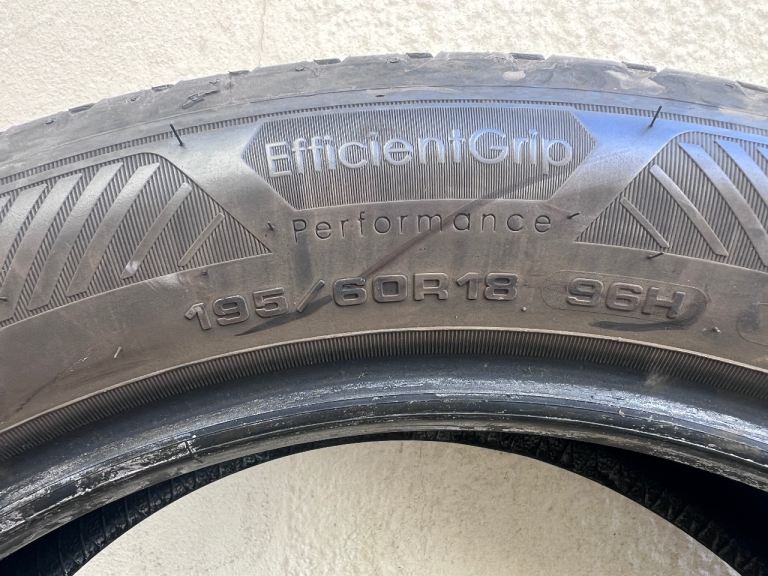 EfficientGrip
Performance
195/60R18 96H